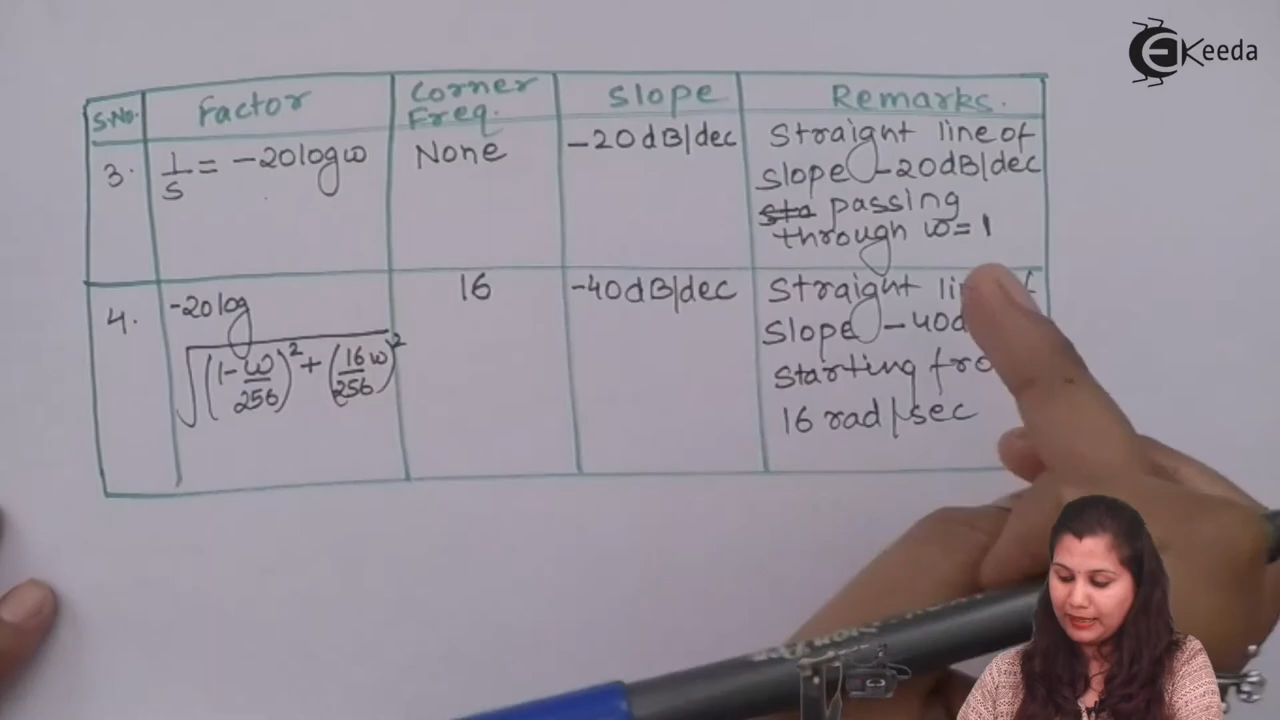 Keeda
S.No. Factor Corner Freq. Slope Remarks.
3. 1/S = -20logω None -20dB/dec Straight line of
slope -20dB/dec
passing
through ω=1
4. -20log 16 -40dB/dec Straight
√((1-ω/256)²+(16ω/256)²) Slope -40d
starting
16 rad/sec